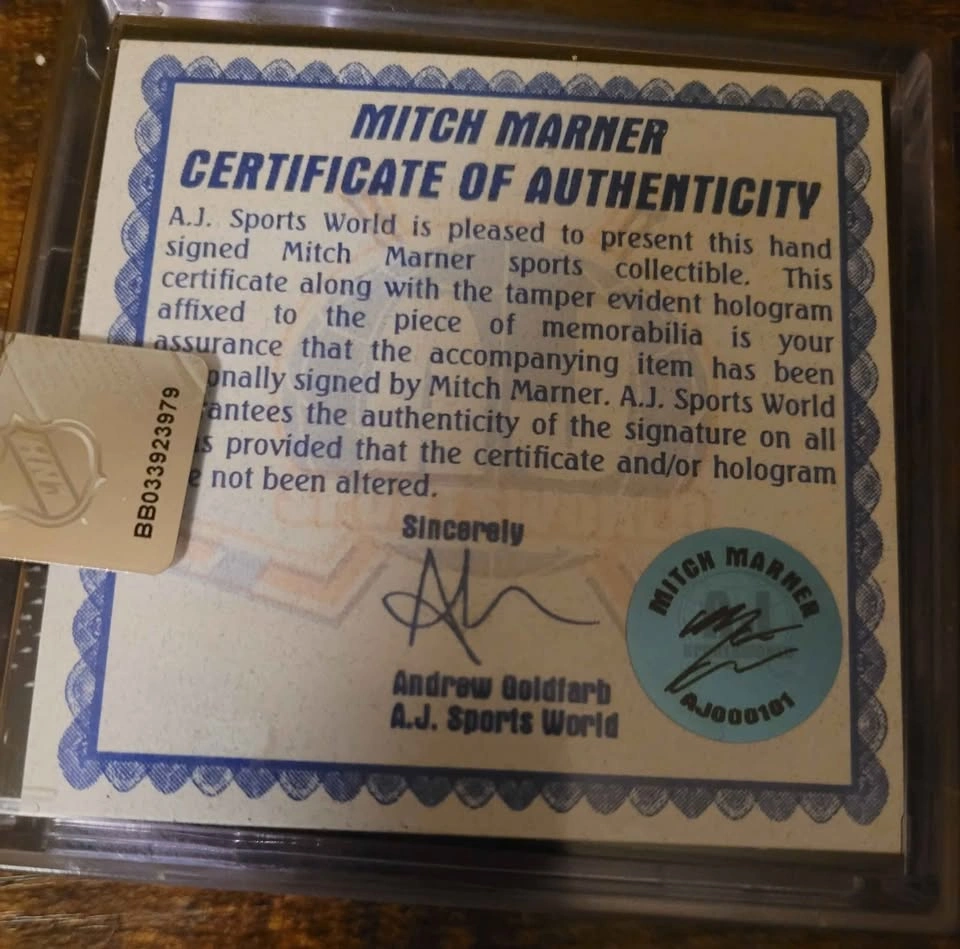 MITCH MARNER
CERTIFICATE OF AUTHENTICITY
A.J. Sports World is pleased to present this hand
signed Mitch Marner sports collectible. This
certificate along with the tamper evident hologram
affixed to the piece of memorabilia is your
assurance that the accompanying item has been
onally signed by Mitch Marner. A.J. Sports World
antees the authenticity of the signature on all
s provided that the certificate and/or hologram
e not been altered.
Sincerely
Andrew Goldfarb
A.J. Sports World
NHL
BB033923979
MITCH MARNER
AJ
AJ000101